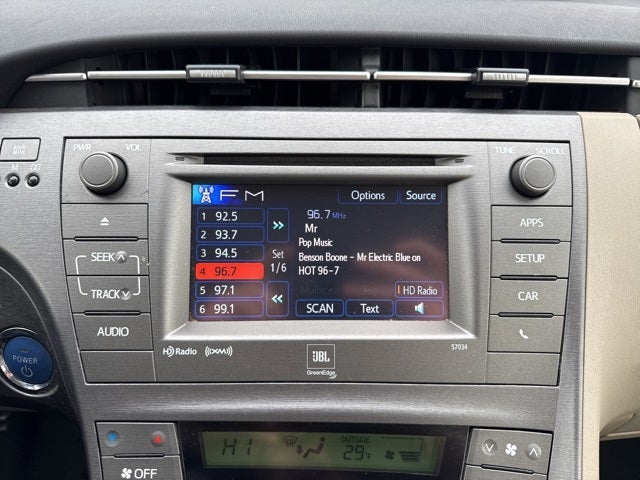 PWR VOL
TUNE SCROLL
km/h MPH
FM Options Source
1 92.5
2 93.7
3 94.5
4 96.7
5 97.1
6 99.1
Set
1/6
96.7 MHz
Mr
Pop Music
Benson Boone - Mr Electric Blue on
HOT 96-7
HD Radio
SCAN Text
SEEK
TRACK
AUDIO
APPS
SETUP
CAR
POWER
HD Radio ((XM))
JBL
GreenEdge
57034
HI
OUTSIDE
29°F
OFF